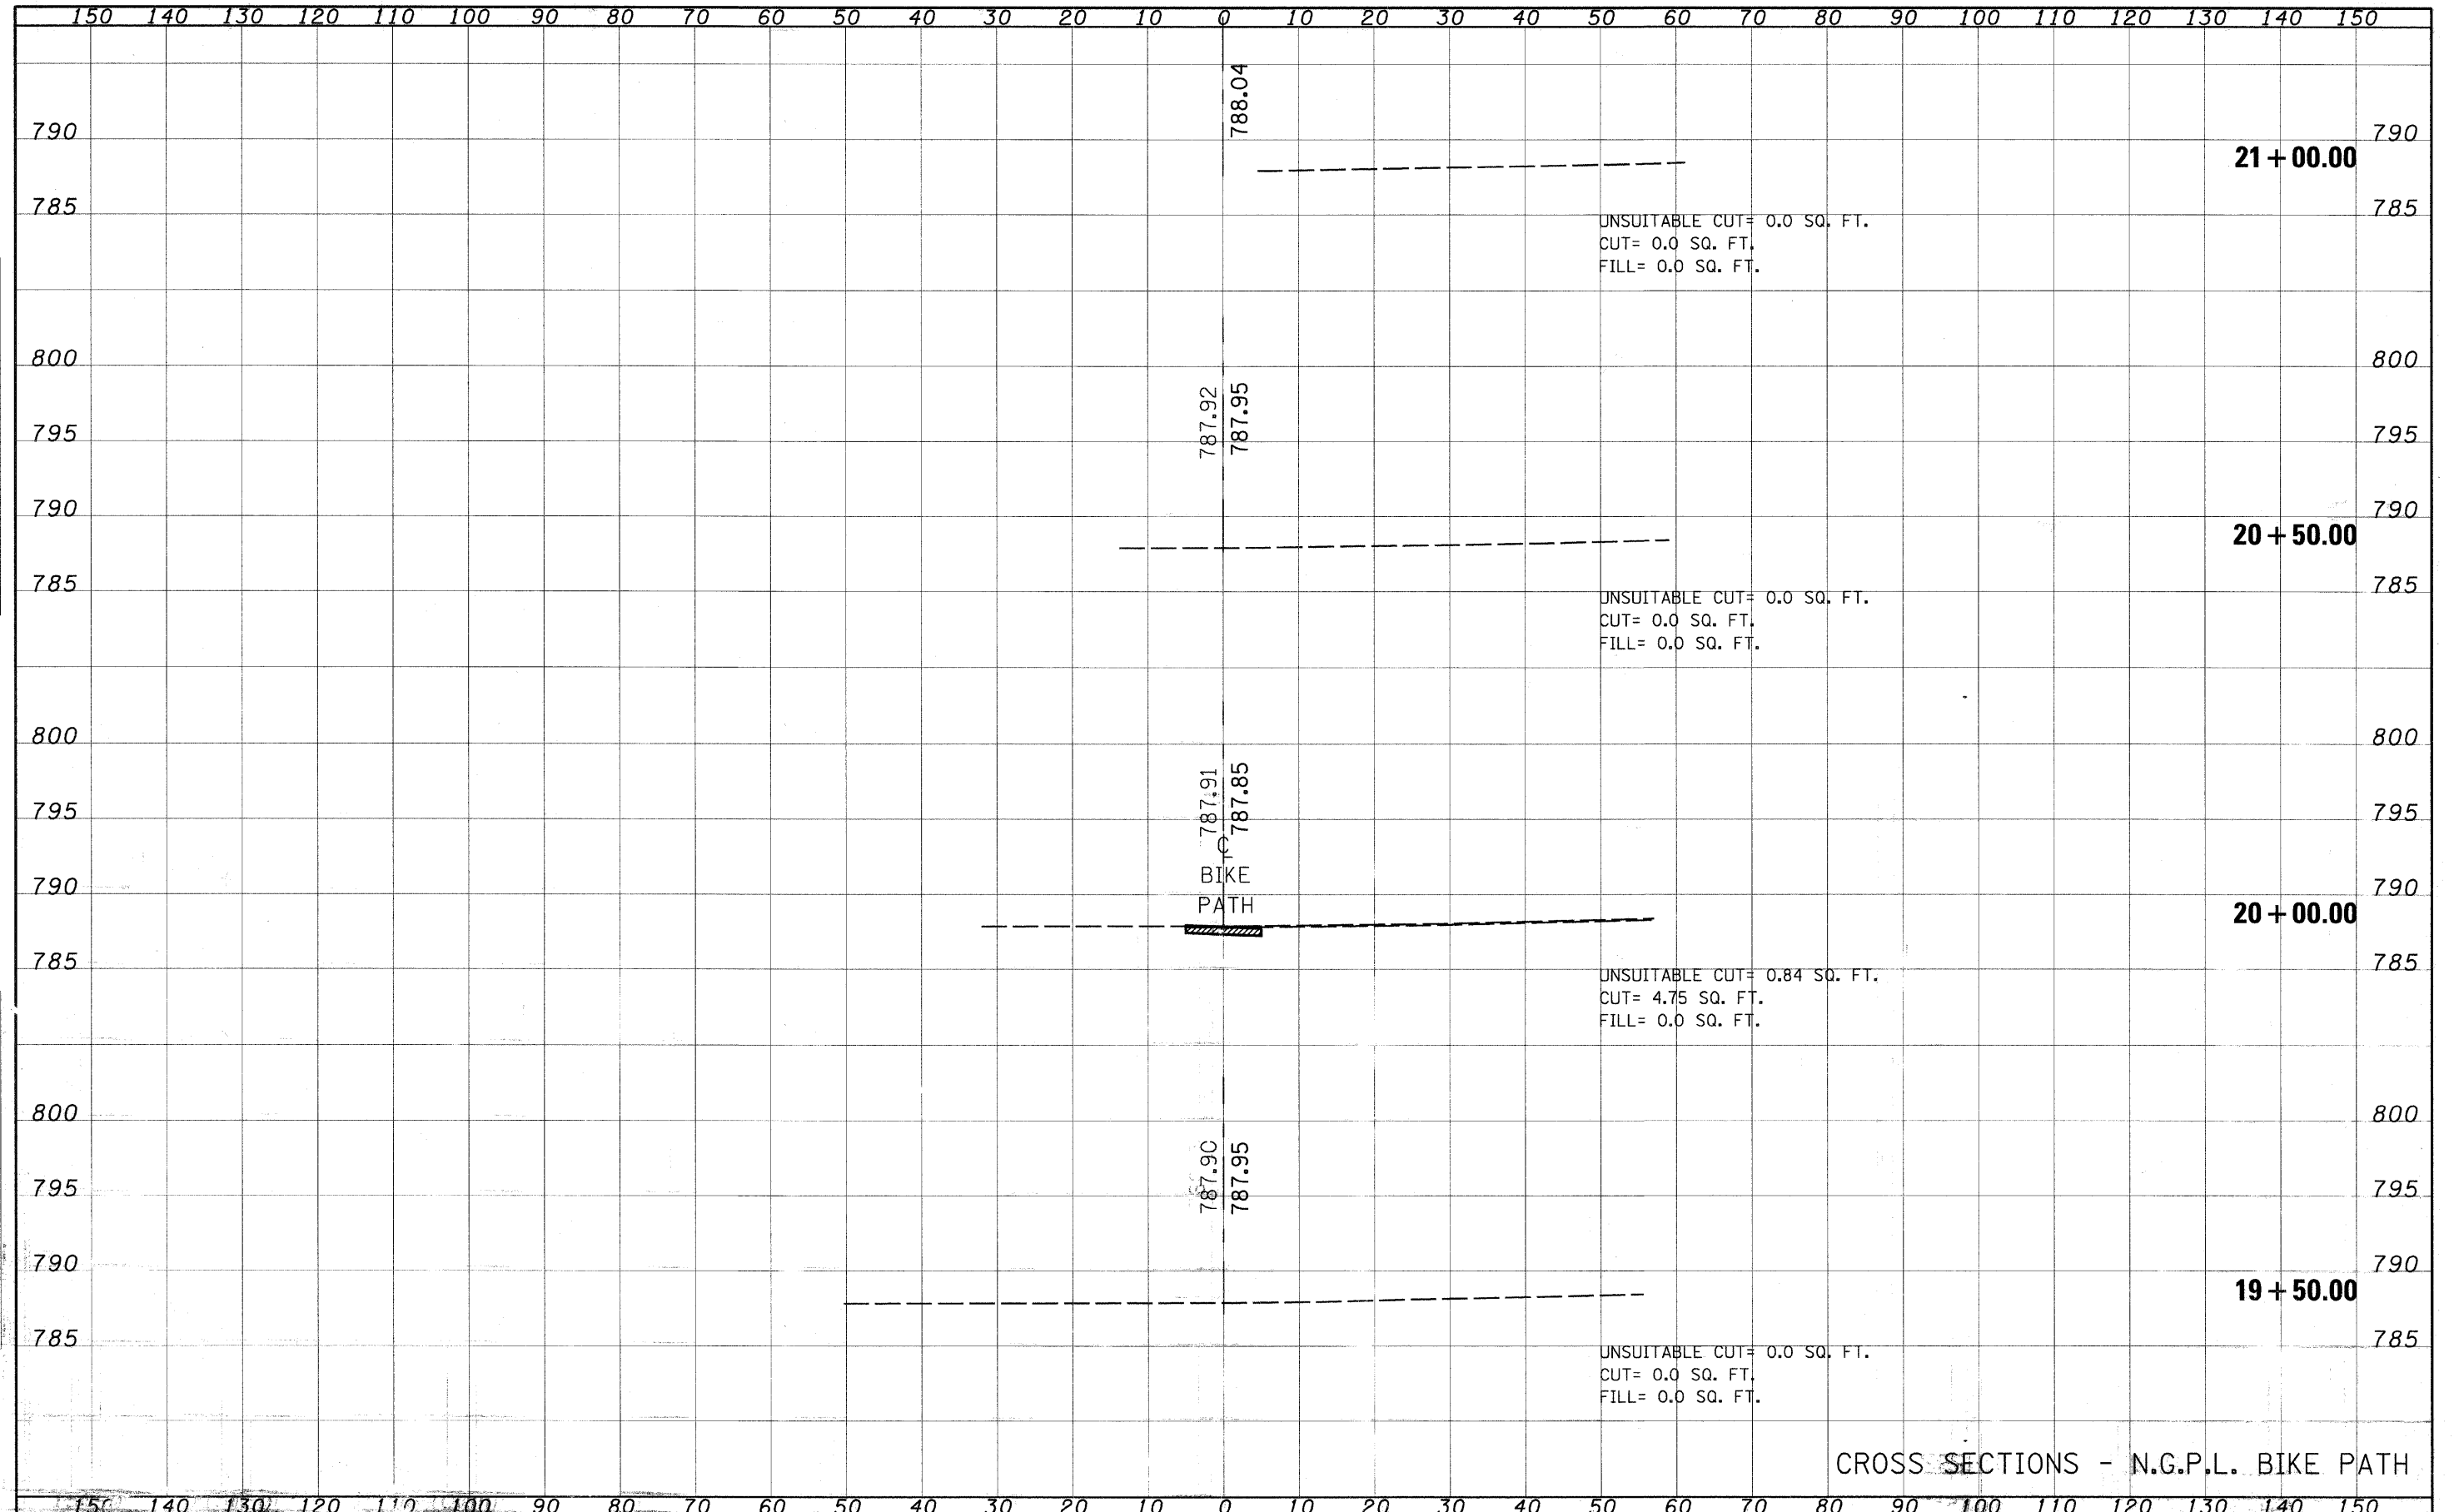 150 140 130 120 110 100 90 80 70 60 50 40 30 20 10 0 10 20 30 40 50 60 70 80 90 100 110 120 130 140 150
788.04
790 790
21+00.00
785 785
UNSUITABLE CUT= 0.0 SQ. FT.
CUT= 0.0 SQ. FT.
FILL= 0.0 SQ. FT.
800 800
787.92
787.95
795 795
790 790
20+50.00
785 785
UNSUITABLE CUT= 0.0 SQ. FT.
CUT= 0.0 SQ. FT.
FILL= 0.0 SQ. FT.
800 800
787.91
787.85
795 795
℄
BIKE
790 790
PATH
20+00.00
785 785
UNSUITABLE CUT= 0.84 SQ. FT.
CUT= 4.75 SQ. FT.
FILL= 0.0 SQ. FT.
800 800
787.90
787.95
795 795
790 790
19+50.00
785 785
UNSUITABLE CUT= 0.0 SQ. FT.
CUT= 0.0 SQ. FT.
FILL= 0.0 SQ. FT.
CROSS SECTIONS - N.G.P.L. BIKE PATH
150 140 130 120 110 100 90 80 70 60 50 40 30 20 10 0 10 20 30 40 50 60 70 80 90 100 110 120 130 140 150